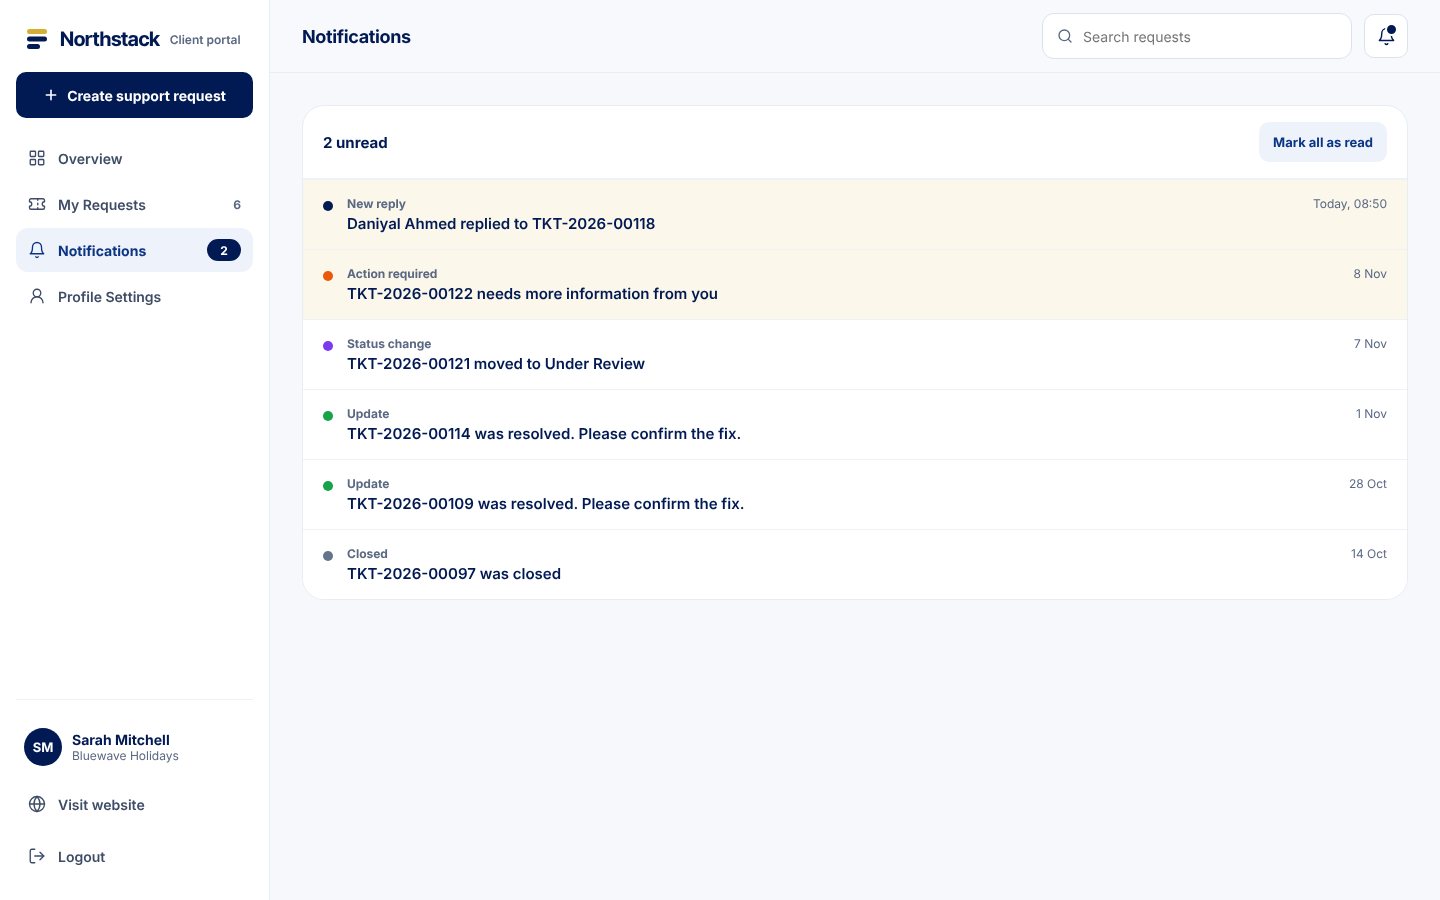 Northstack Client portal
Create support request
Overview
My Requests 6
Notifications 2
Profile Settings
Sarah Mitchell
SM
Bluewave Holidays
Visit website
Logout
Notifications
Search requests
2 unread
Mark all as read
New reply
Today, 08:50
Daniyal Ahmed replied to TKT-2026-00118
Action required
8 Nov
TKT-2026-00122 needs more information from you
Status change
7 Nov
TKT-2026-00121 moved to Under Review
Update
1 Nov
TKT-2026-00114 was resolved. Please confirm the fix.
Update
28 Oct
TKT-2026-00109 was resolved. Please confirm the fix.
Closed
14 Oct
TKT-2026-00097 was closed